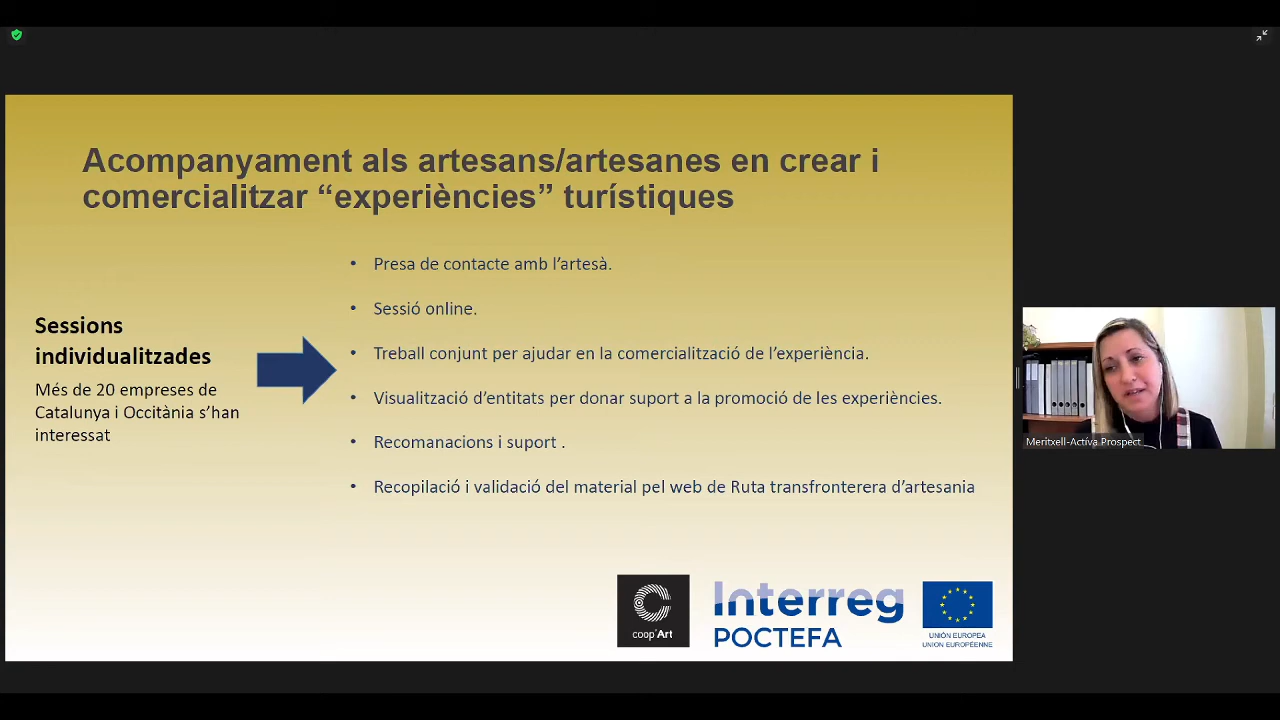 Acompanyament als artesans/artesanes en crear i
comercialitzar “experiències” turístiques
Sessions
individualitzades
Més de 20 empreses de
Catalunya i Occitània s’han
interessat
• Presa de contacte amb l’artesà.
• Sessió online.
• Treball conjunt per ajudar en la comercialització de l’experiència.
• Visualització d’entitats per donar suport a la promoció de les experiències.
• Recomanacions i suport .
• Recopilació i validació del material pel web de Ruta transfronterera d’artesania
Meritxell-Activa Prospect
coop’Art
Interreg
POCTEFA
UNIÓN EUROPEA
UNION EUROPÉENNE